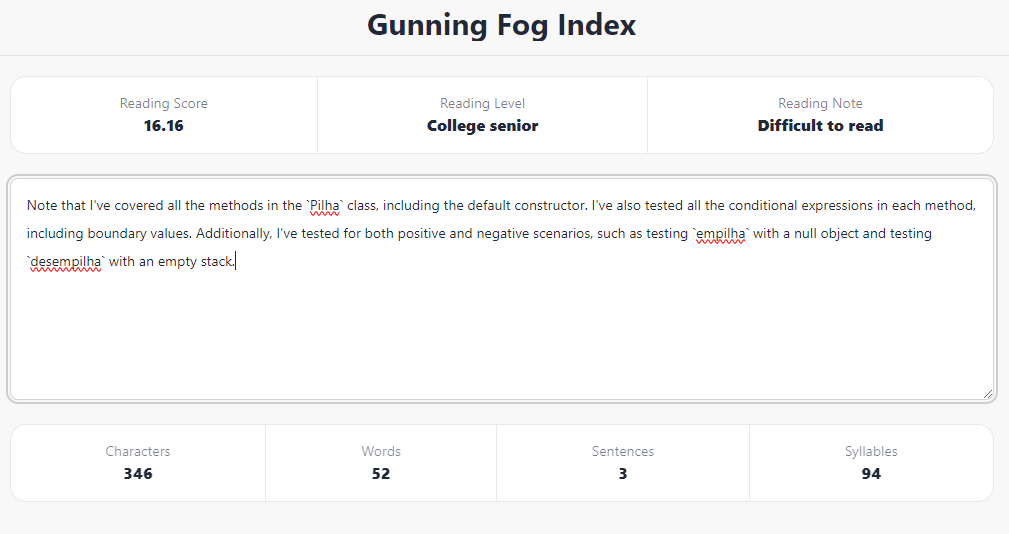 Gunning Fog Index
Reading Score
16.16
Reading Level
College senior
Reading Note
Difficult to read
Note that I've covered all the methods in the `Pilha` class, including the default constructor. I've also tested all the conditional expressions in each method,
including boundary values. Additionally, I've tested for both positive and negative scenarios, such as testing `empilha` with a null object and testing
`desempilha` with an empty stack.
Characters
346
Words
52
Sentences
3
Syllables
94